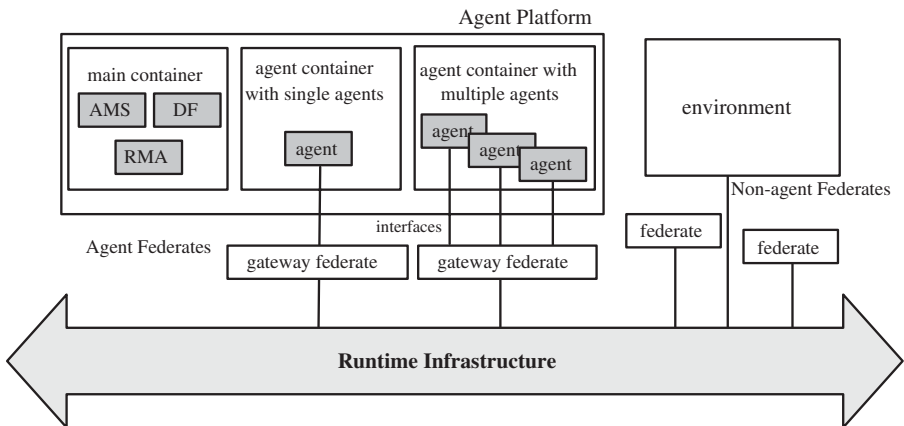 Agent Platform
main container
AMS
DF
RMA
agent container
with single agents
agent
agent container with
multiple agents
agent
agent
agent
environment
Non-agent Federates
interfaces
Agent Federates
gateway federate
gateway federate
federate
federate
Runtime Infrastructure